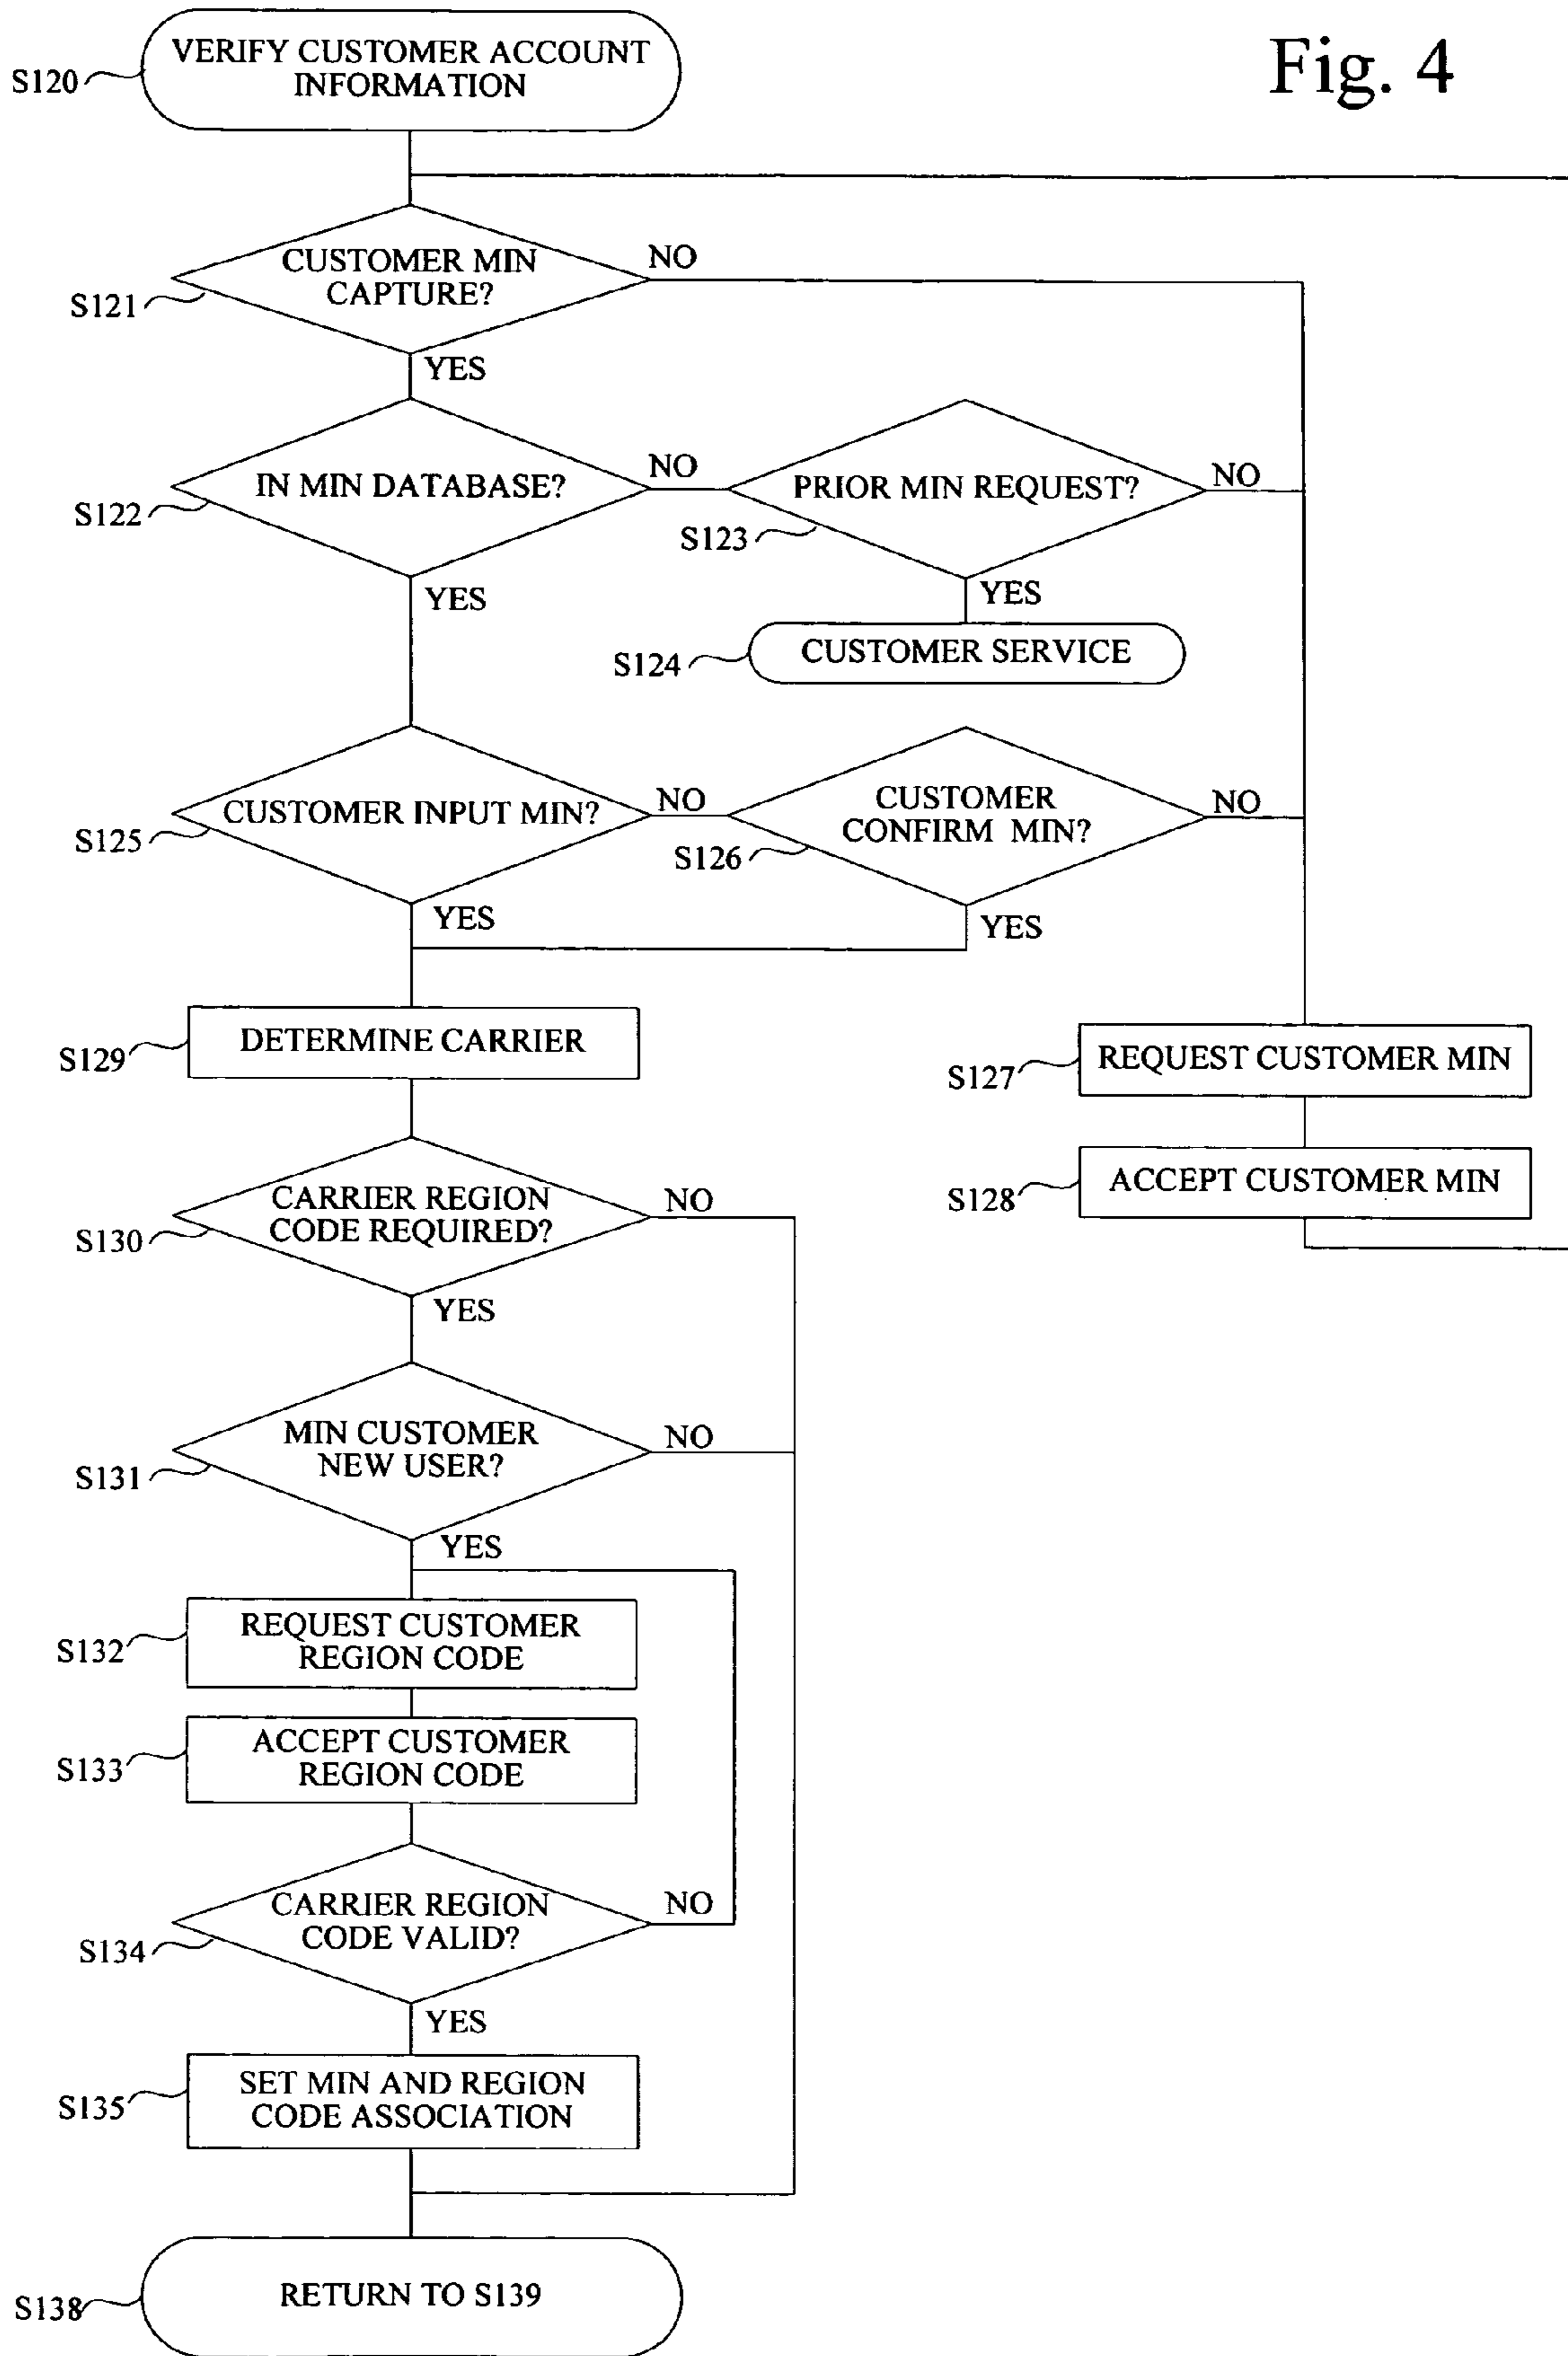 Fig. 4
VERIFY CUSTOMER ACCOUNT
INFORMATION
S120
CUSTOMER MIN
CAPTURE?
NO
S121
YES
IN MIN DATABASE?
NO
S122
PRIOR MIN REQUEST?
NO
S123
YES
YES
CUSTOMER SERVICE
S124
CUSTOMER INPUT MIN?
NO
S125
CUSTOMER
CONFIRM MIN?
NO
S126
YES
YES
DETERMINE CARRIER
S129
REQUEST CUSTOMER MIN
S127
ACCEPT CUSTOMER MIN
S128
CARRIER REGION
CODE REQUIRED?
NO
S130
YES
MIN CUSTOMER
NEW USER?
NO
S131
YES
REQUEST CUSTOMER
REGION CODE
S132
ACCEPT CUSTOMER
REGION CODE
S133
CARRIER REGION
CODE VALID?
NO
S134
YES
SET MIN AND REGION
CODE ASSOCIATION
S135
RETURN TO S139
S138